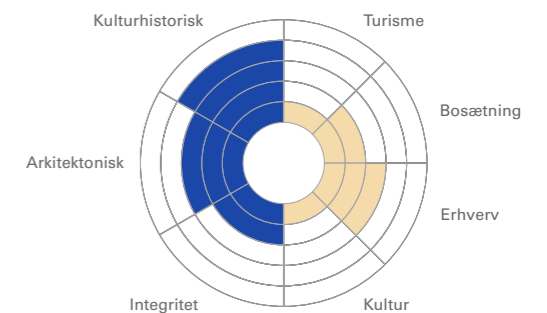 Kulturhistorisk
Turisme
Bosætning
Arkitektonisk
Erhverv
Integritet
Kultur